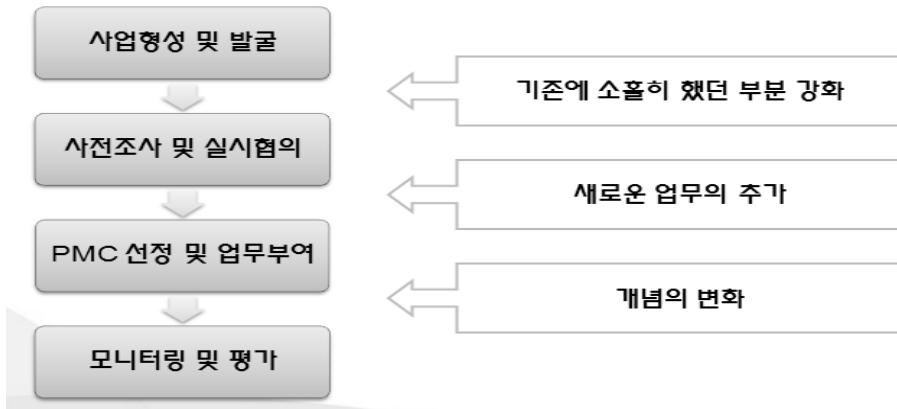 사업형성 및 발굴
기존에 소홀히 했던 부분 강화
사전조사 및 실시협의
새로운 업무의 추가
PMC 선정 및 업무부여
개념의 변화
모니터링 및 평가